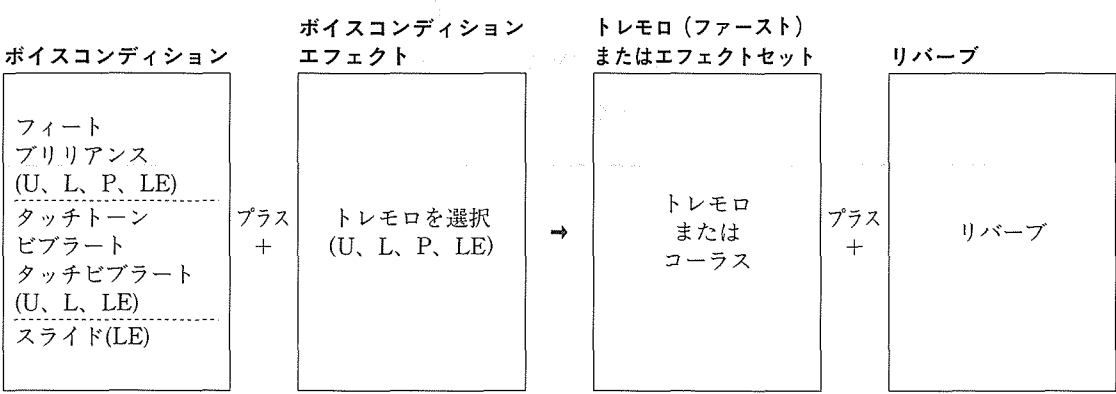 ボイスコンディション
フィート
ブリリアンス
(U、L、P、LE)
タッチトーン
ビブラート
タッチビブラート
(U、L、LE)
スライド(LE)
プラス
+
ボイスコンディション
エフェクト
トレモロを選択
(U、L、P、LE)
→
トレモロ(ファースト)
またはエフェクトセット
トレモロ
または
コーラス
プラス
+
リバーブ
リバーブ